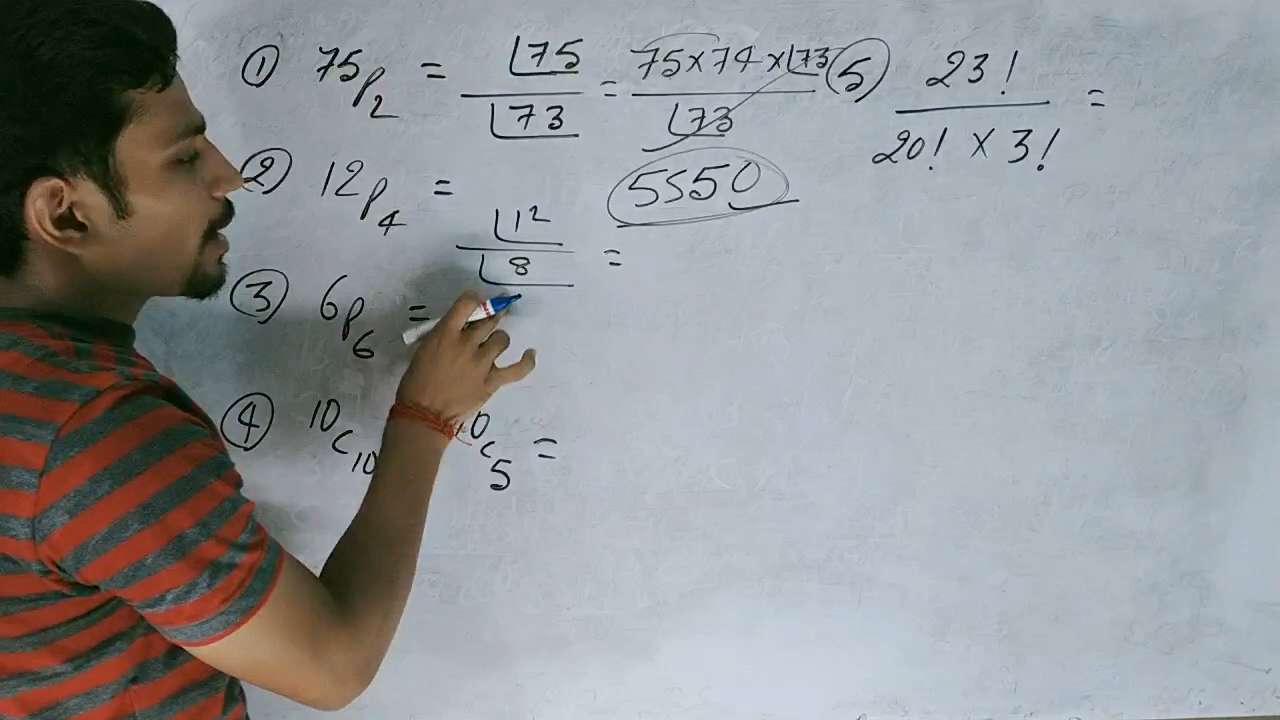 ① 75P₂ = ⌊75 / ⌊73 = 75×74×⌊73 / ⌊73
5550
② 12P₄ = ⌊12 / ⌊8 =
③ 6P₆ =
④ 10C₁₀ 10C₅ =
⑤ 23! / 20! × 3! =